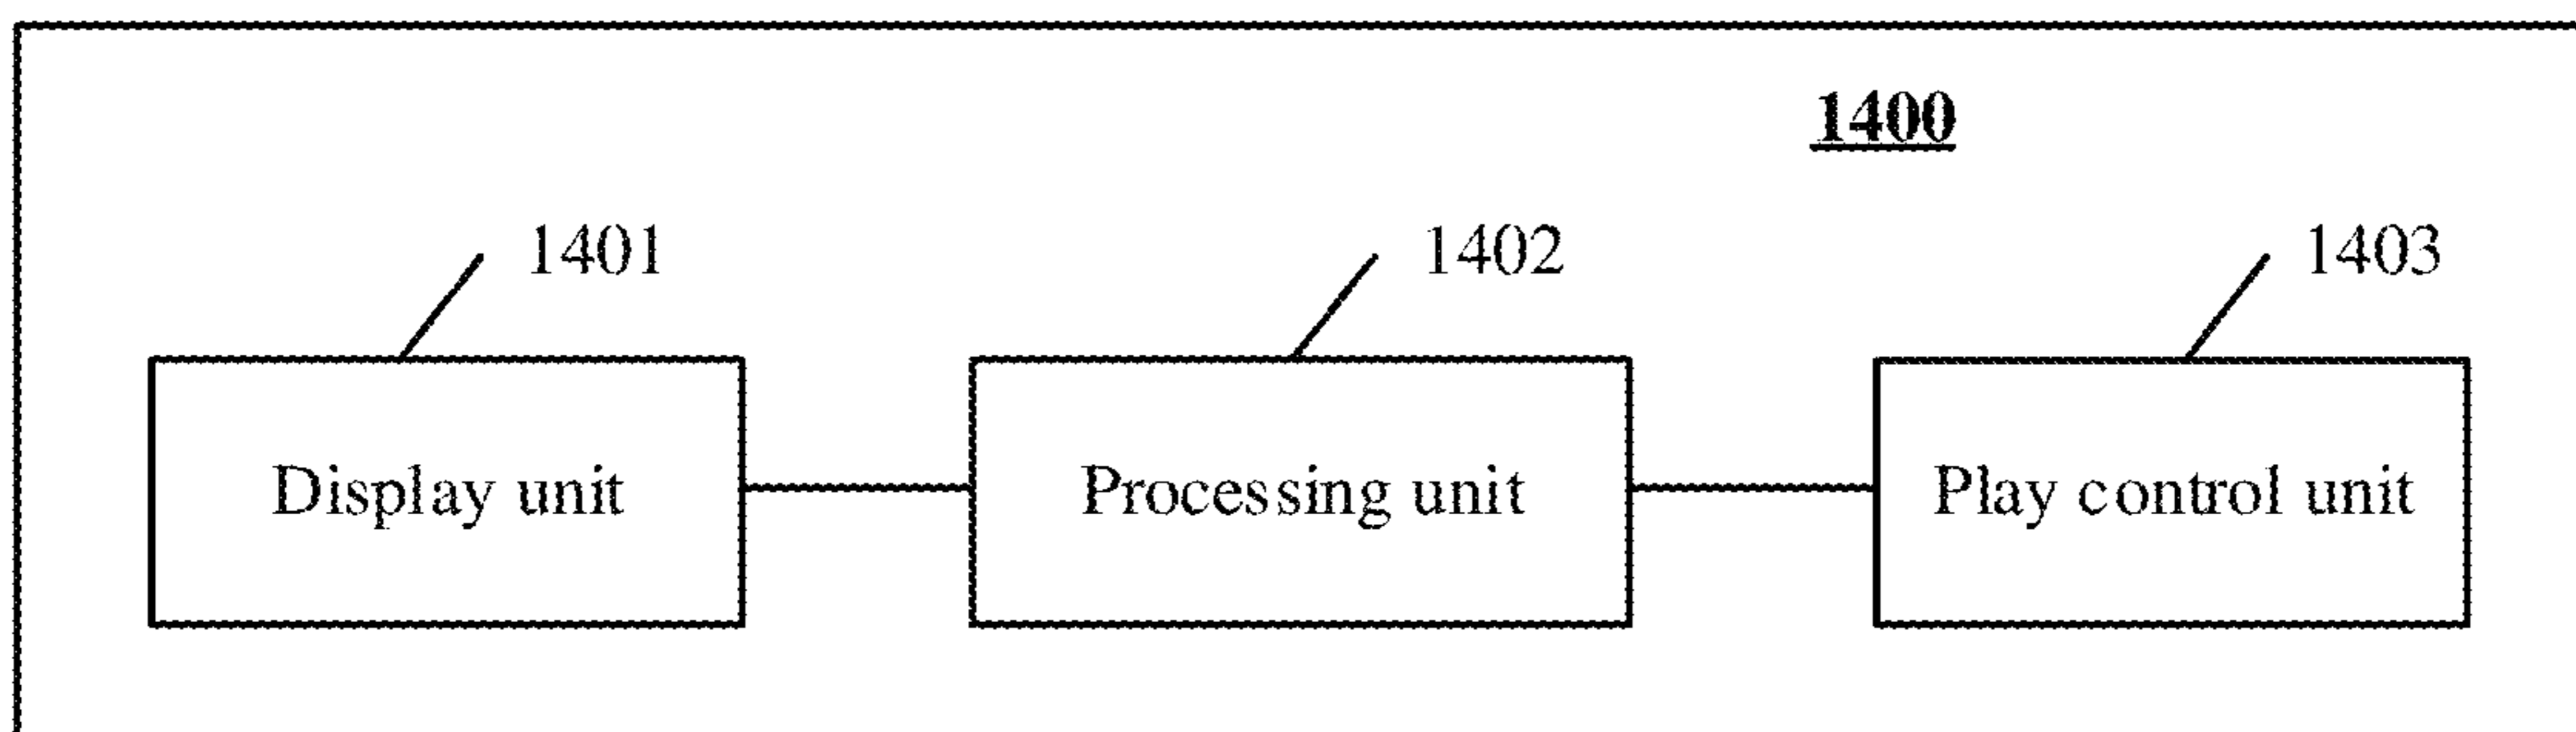 1400
1401
1402
1403
Display unit
Processing unit
Play control unit